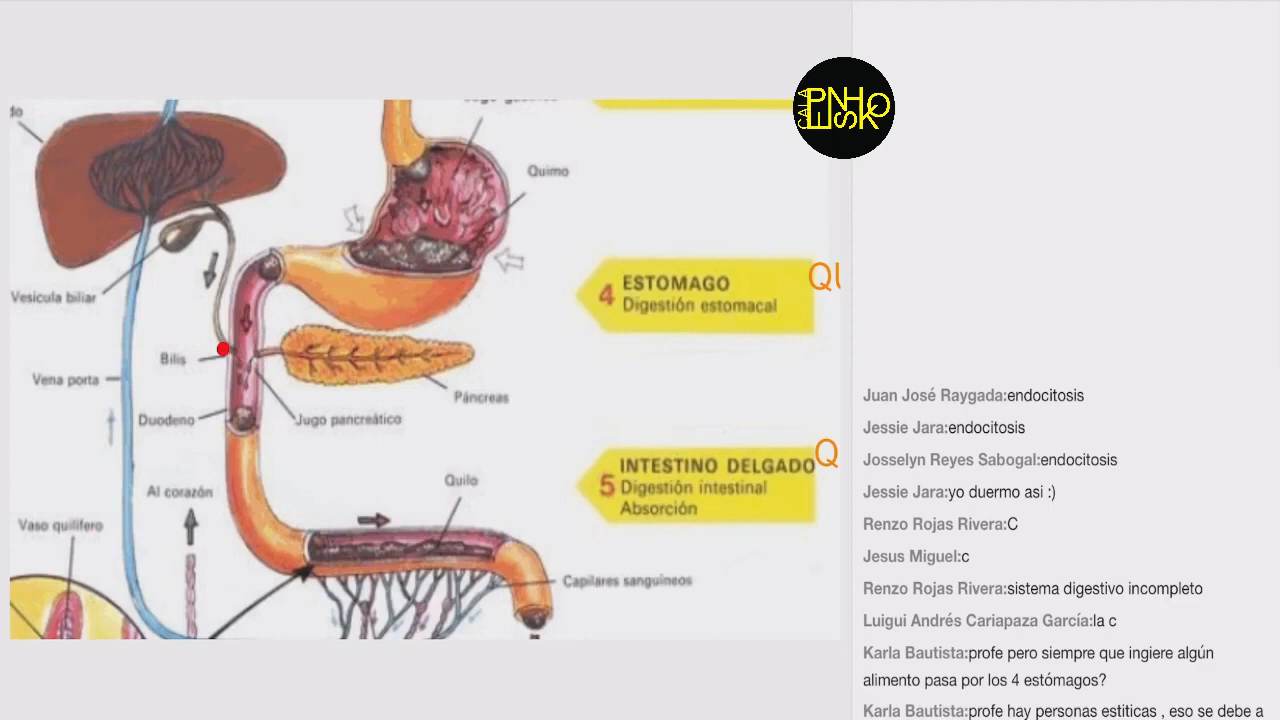 do
Quimo
Vesícula biliar
4 ESTOMAGO
Digestión estomacal
QU
Bilis
Vena porta
Páncreas
Duodeno
Jugo pancreático
Q
INTESTINO DELGADO
5 Digestión intestinal
Absorción
Quilo
Al corazón
Vaso quilífero
Capilares sanguíneos
CALA
PNHO
ESK
Juan José Raygada:endocitosis
Jessie Jara:endocitosis
Josselyn Reyes Sabogal:endocitosis
Jessie Jara:yo duermo asi :)
Renzo Rojas Rivera:C
Jesus Miguel:c
Renzo Rojas Rivera:sistema digestivo incompleto
Luigui Andrés Cariapaza García:la c
Karla Bautista:profe pero siempre que ingiere algún
alimento pasa por los 4 estómagos?
Karla Bautista:profe hay personas estiticas , eso se debe a